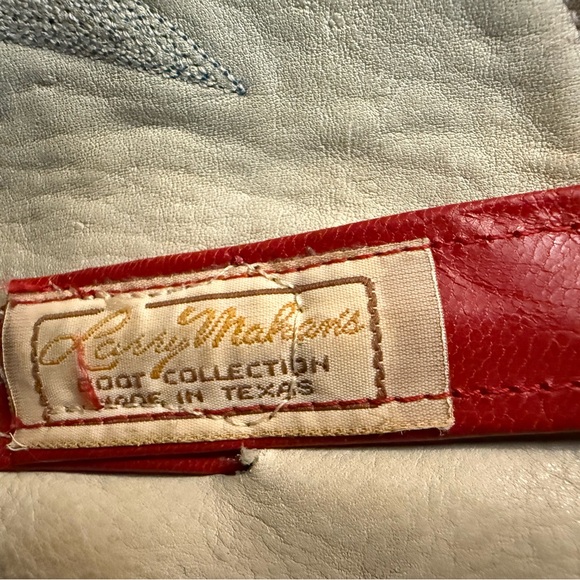 Larry Mahan's
BOOT COLLECTION
MADE IN TEXAS